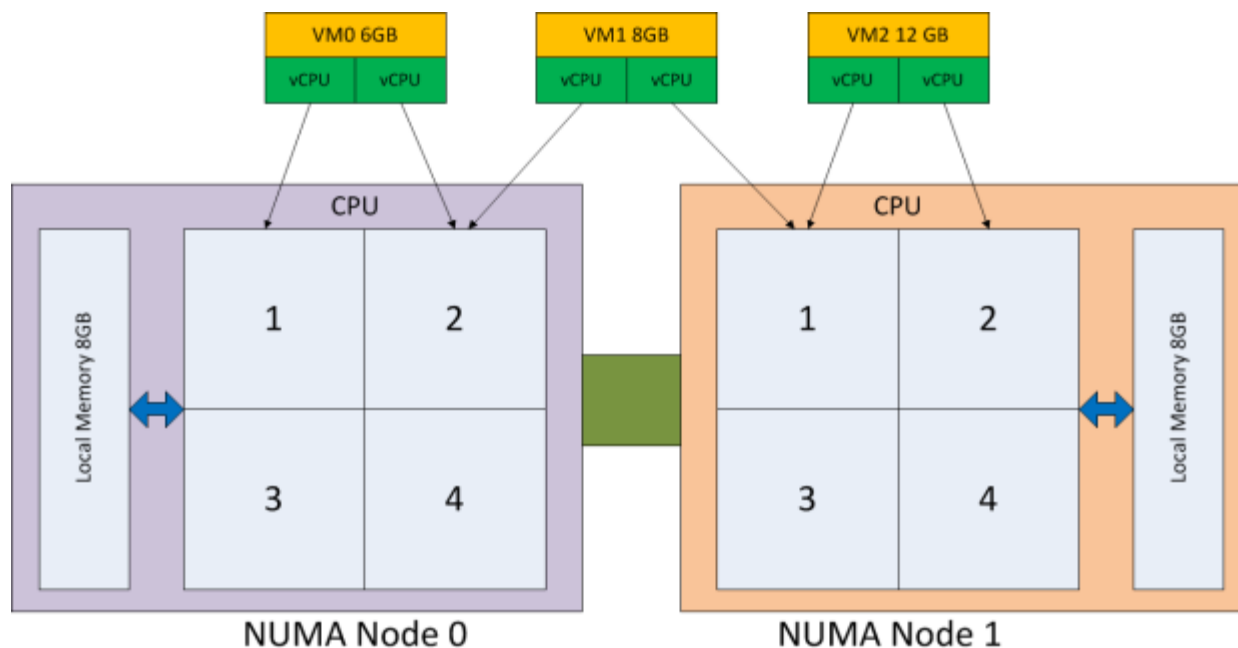 VM0 6GB
vCPU vCPU
VM1 8GB
vCPU vCPU
VM2 12 GB
vCPU vCPU
CPU
Local Memory 8GB
1 2
3 4
NUMA Node 0
CPU
1 2
3 4
Local Memory 8GB
NUMA Node 1